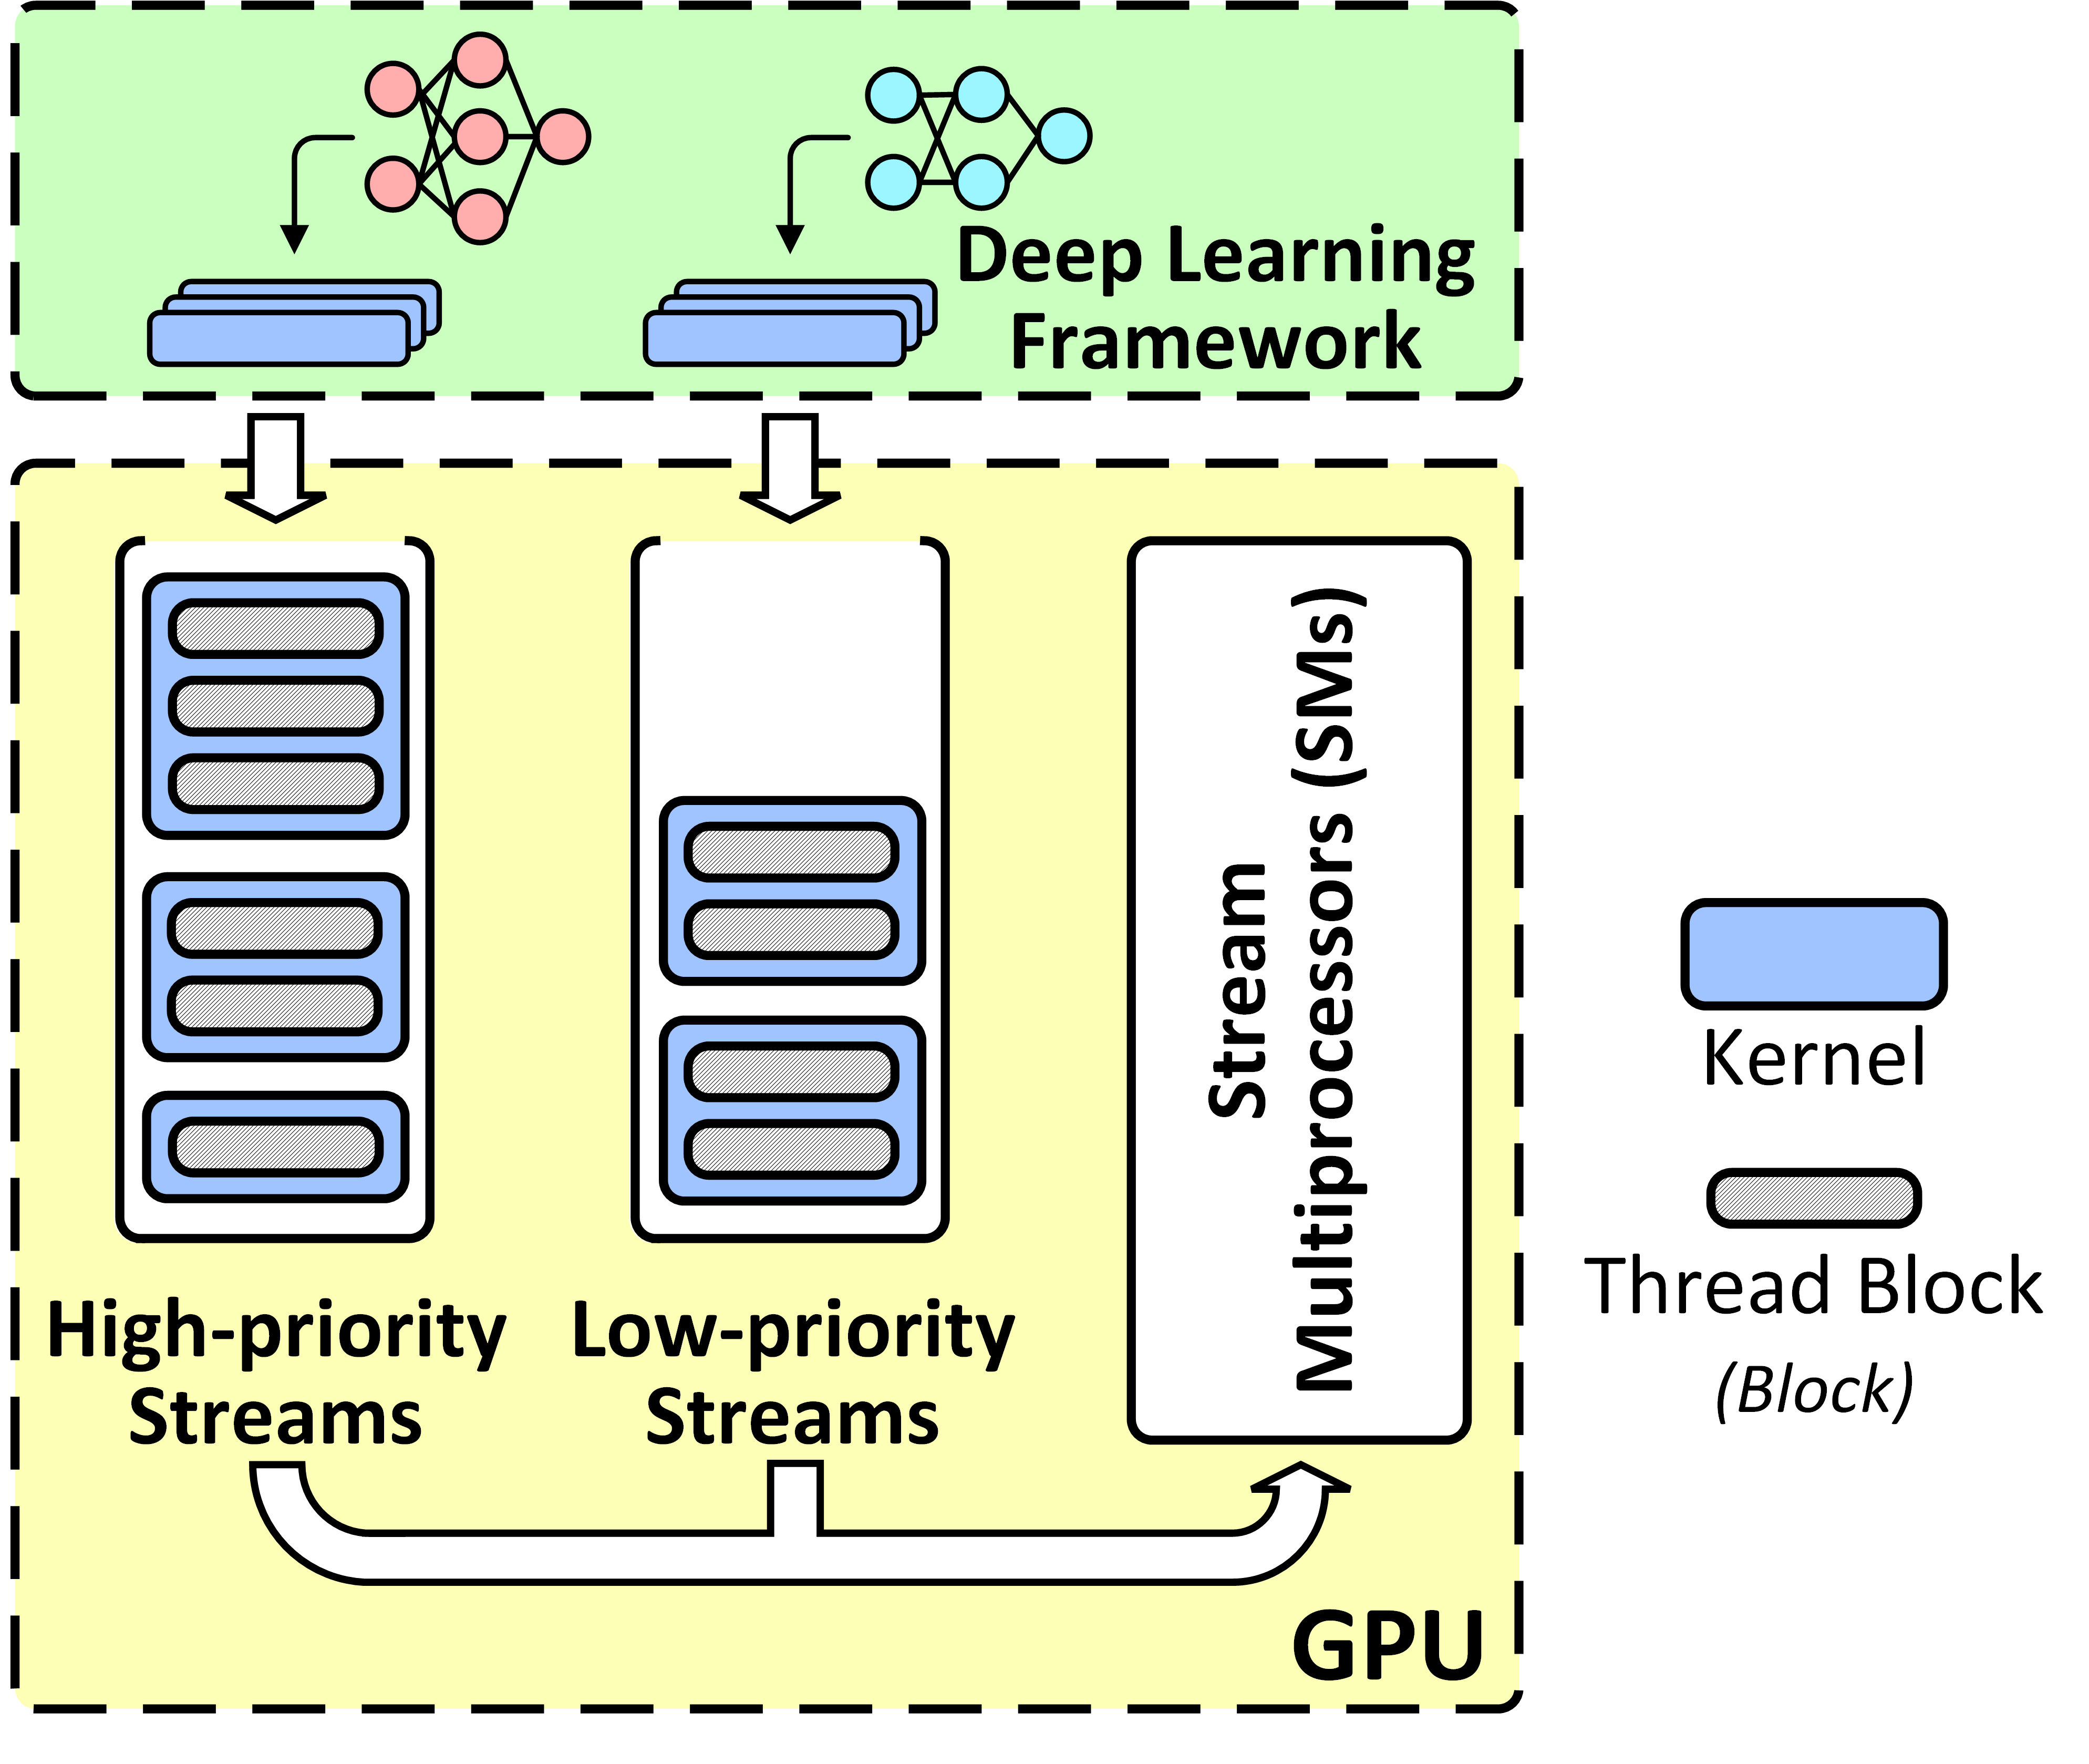 Deep Learning
Framework
Stream
Multiprocessors (SMs)
High-priority
Streams
Low-priority
Streams
GPU
Kernel
Thread Block
(Block)